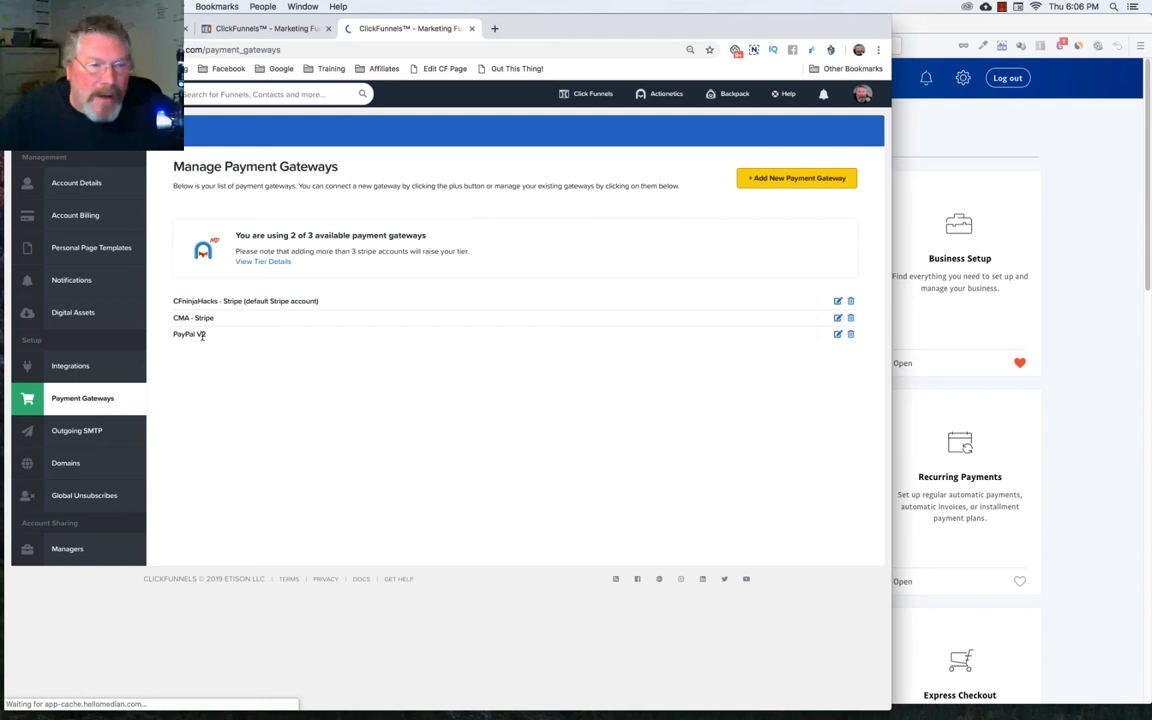 Bookmarks People Window Help
Thu 6:06 PM
ClickFunnels™ - Marketing Fu
ClickFunnels™ - Marketing Fu
.com/payment_gateways
Facebook Google Training Affiliates Edit CF Page Gut This Thing! Other Bookmarks
Search for Funnels, Contacts and more...
Click Funnels Actionetics Backpack Help
Log out
Management
Account Details
Account Billing
Personal Page Templates
Notifications
Digital Assets
Setup
Integrations
Payment Gateways
Outgoing SMTP
Domains
Global Unsubscribes
Account Sharing
Managers
Manage Payment Gateways
Below is your list of payment gateways. You can connect a new gateway by clicking the plus button or manage your existing gateways by clicking on them below.
+ Add New Payment Gateway
MD
You are using 2 of 3 available payment gateways
Please note that adding more than 3 stripe accounts will raise your tier.
View Tier Details
CFninjaHacks - Stripe (default Stripe account)
CMA - Stripe
PayPal V2
CLICKFUNNELS © 2019 ETISON LLC | TERMS | PRIVACY | DOCS | GET HELP
Waiting for app-cache.hellomedian.com...
Business Setup
Find everything you need to set up and
manage your business.
Open
Recurring Payments
Set up regular automatic payments,
automatic invoices, or installment
payment plans.
Open
Express Checkout